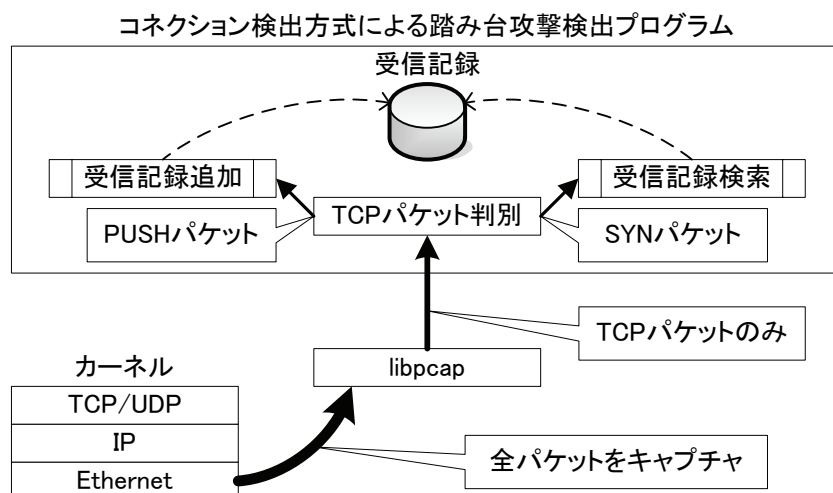 コネクション検出方式による踏み台攻撃検出プログラム
受信記録
受信記録追加
受信記録検索
TCPパケット判別
PUSHパケット
SYNパケット
TCPパケットのみ
カーネル
libpcap
TCP/UDP
IP
全パケットをキャプチャ
Ethernet